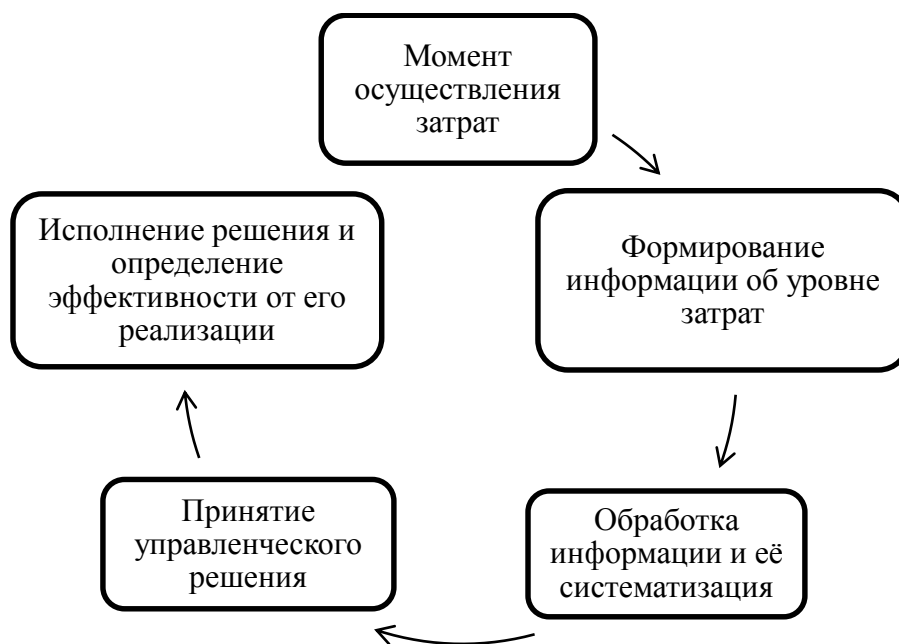 Момент
осуществления
затрат
Формирование
информации об уровне
затрат
Обработка
информации и её
систематизация
Принятие
управленческого
решения
Исполнение решения и
определение
эффективности от его
реализации